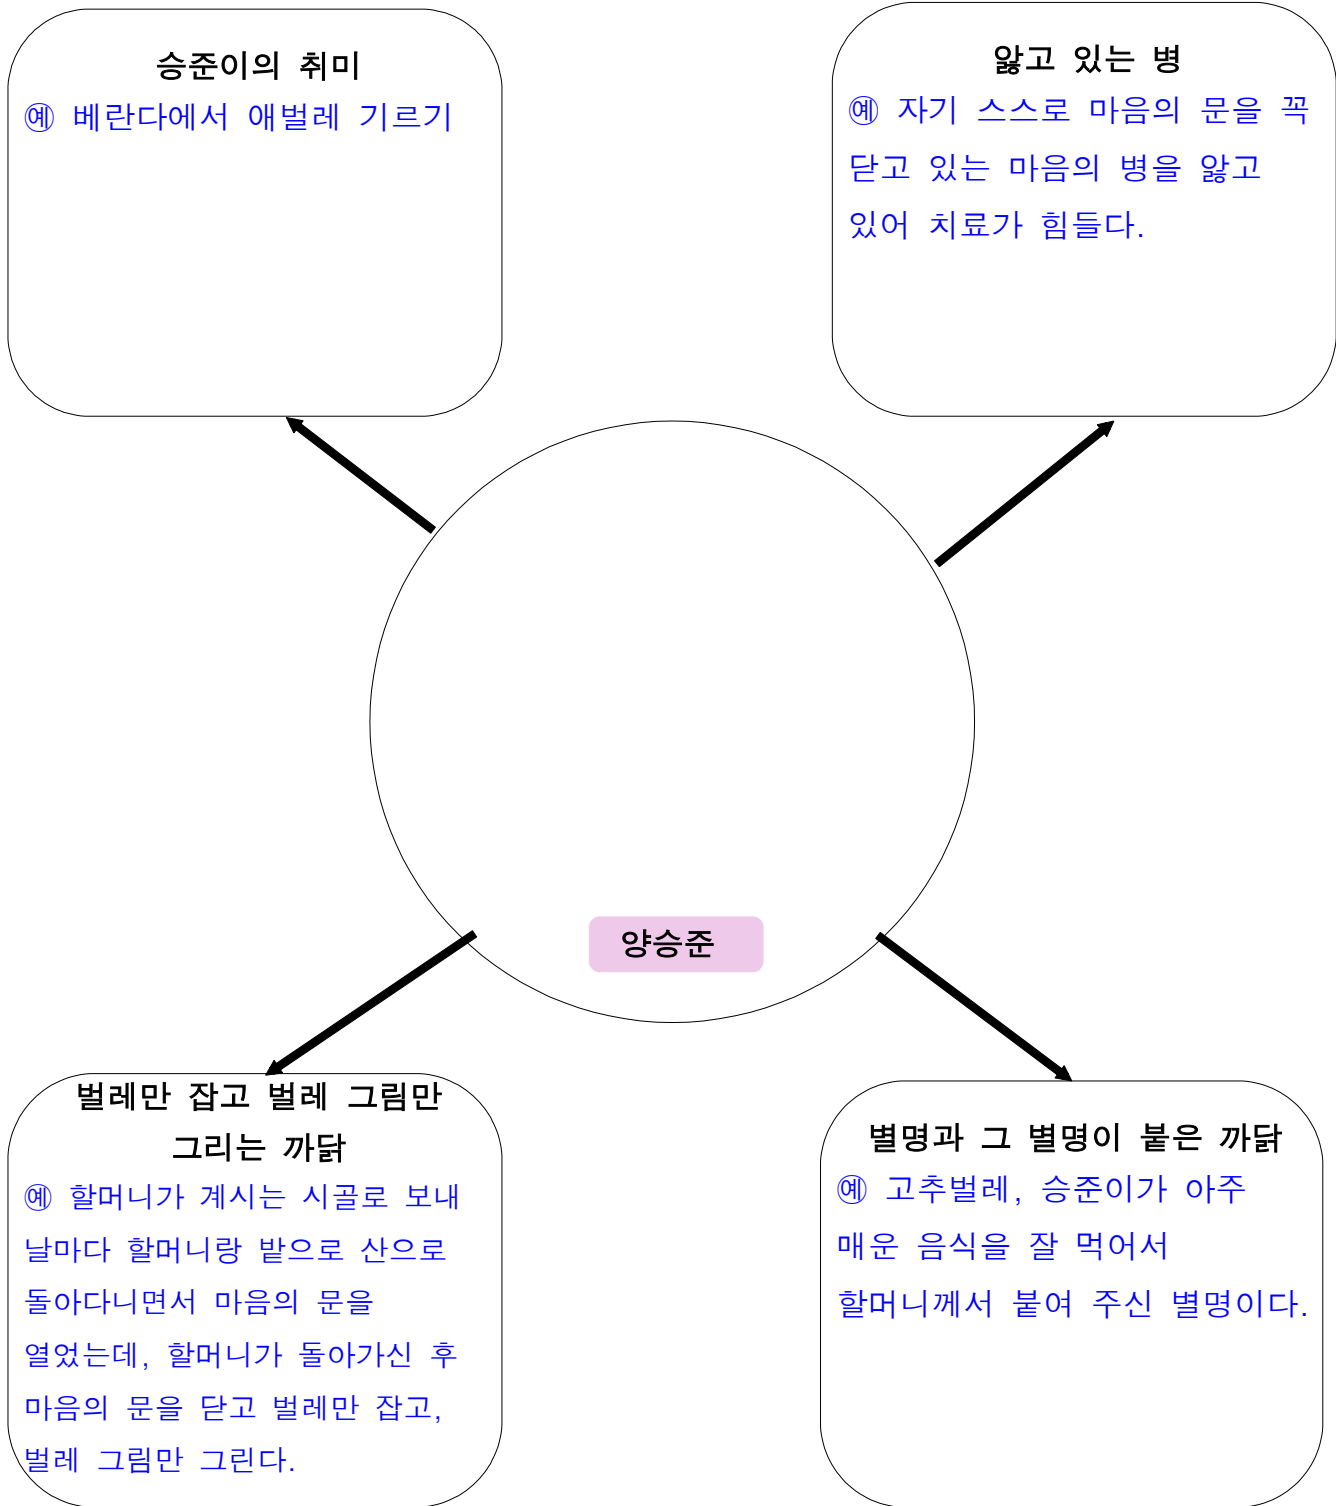 승준이의 취미
㉠ 베란다에서 애벌레 기르기
앓고 있는 병
예 자기 스스로 마음의 문을 꼭
닫고 있는 마음의 병을 앓고
있어 치료가 힘들다.
양승준
벌레만 잡고 벌레 그림만
그리는 까닭
예 할머니가 계시는 시골로 보내
날마다 할머니랑 밭으로 산으로
돌아다니면서 마음의 문을
열었는데, 할머니가 돌아가신 후
마음의 문을 닫고 벌레만 잡고,
벌레 그림만 그린다.
별명과 그 별명이 붙은 까닭
예 고추벌레, 승준이가 아주
매운 음식을 잘 먹어서
할머니께서 붙여 주신 별명이다.